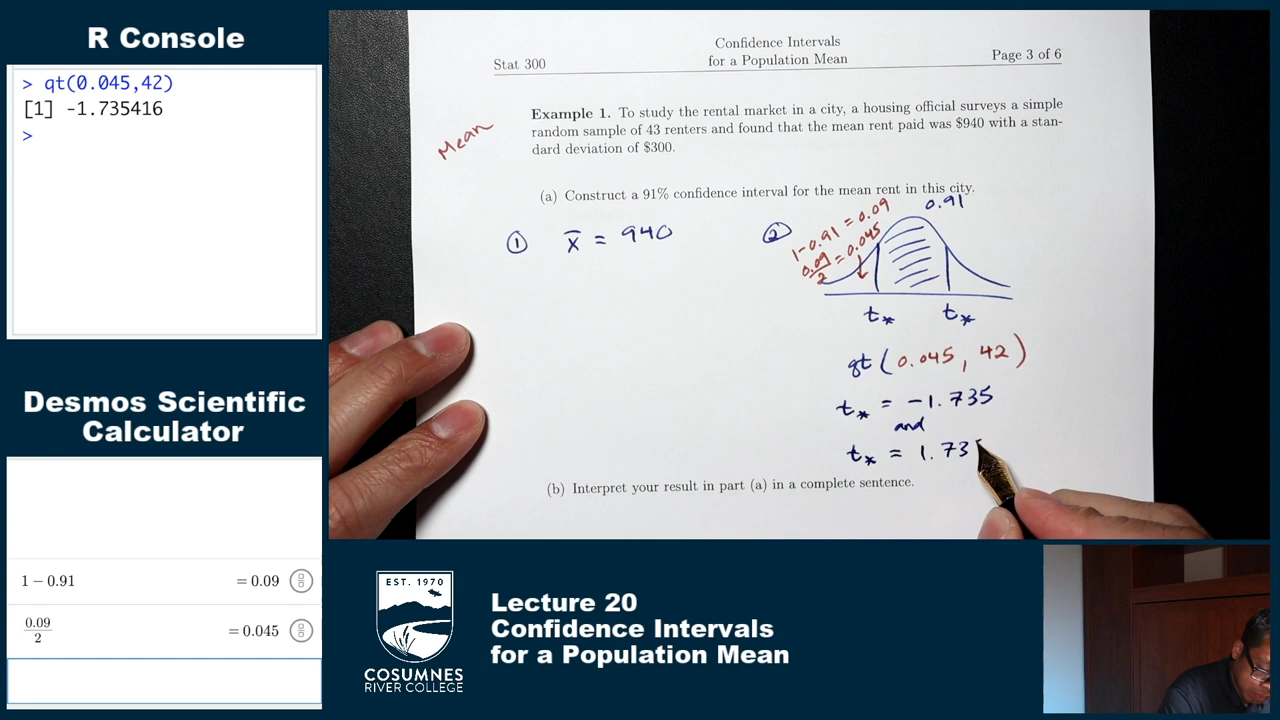 R Console
> qt(0.045,42)
[1] -1.735416
>
Desmos Scientific
Calculator
1 − 0.91 = 0.09
0.09/2 = 0.045
Stat 300
Confidence Intervals
for a Population Mean
Page 3 of 6
Mean
Example 1. To study the rental market in a city, a housing official surveys a simple
random sample of 43 renters and found that the mean rent paid was $940 with a stan-
dard deviation of $300.
(a) Construct a 91% confidence interval for the mean rent in this city.
① x̄ = 940
②
1-0.91 = 0.09
0.09/2 = 0.045
0.91
t* t*
qt(0.045, 42)
t* = -1.735
and
t* = 1.73
(b) Interpret your result in part (a) in a complete sentence.
EST. 1970
COSUMNES
RIVER COLLEGE
Lecture 20
Confidence Intervals
for a Population Mean